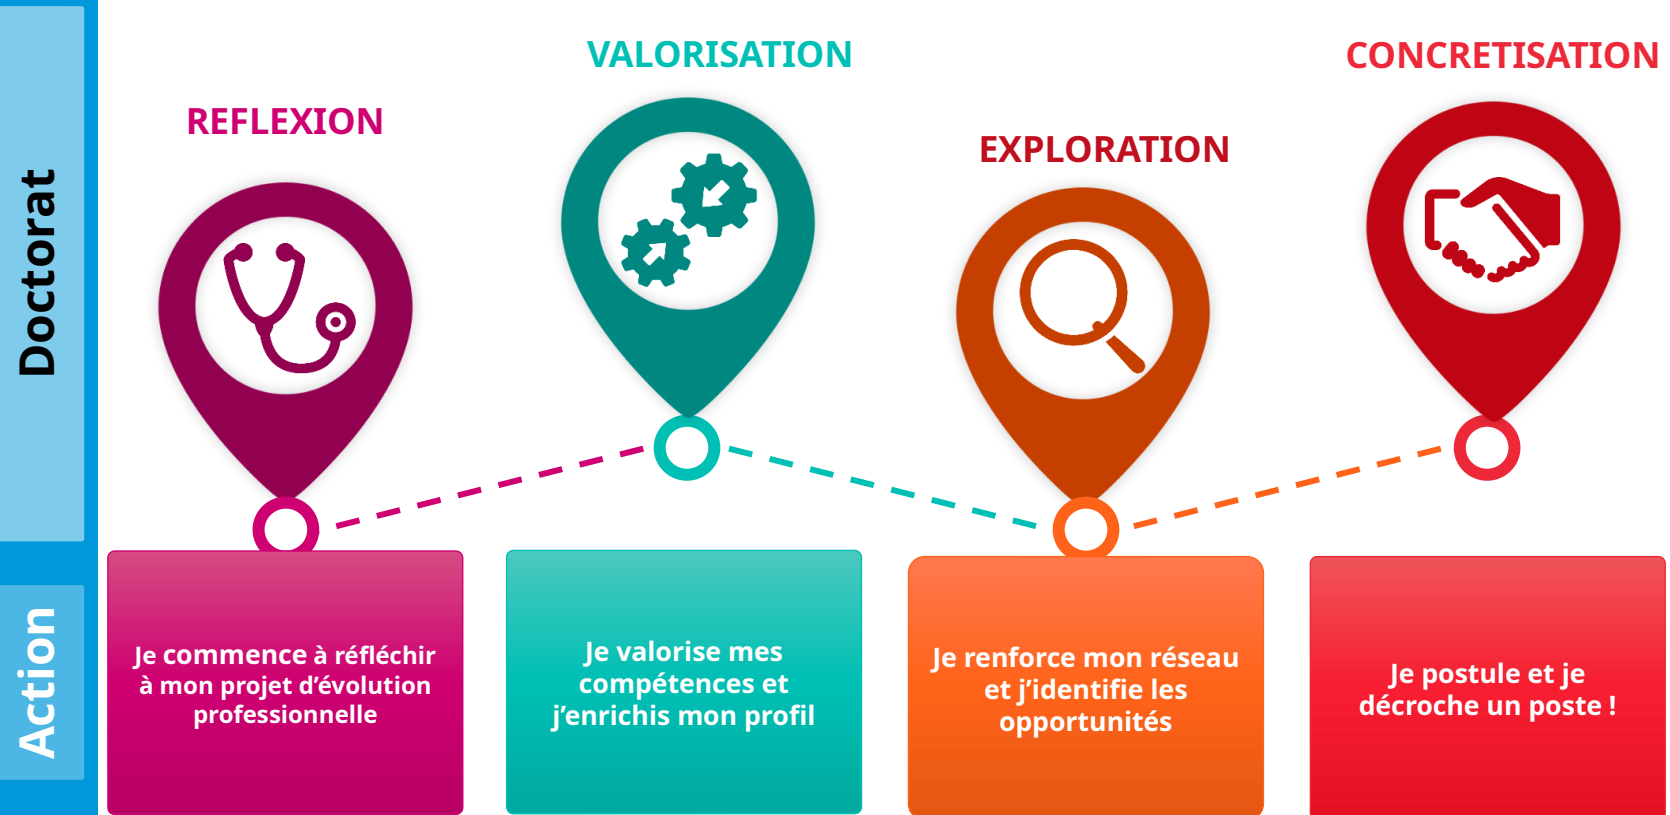 Doctorat
REFLEXION
VALORISATION
EXPLORATION
CONCRETISATION
Action
Je commence à réfléchir
à mon projet d’évolution
professionnelle
Je valorise mes
compétences et
j’enrichis mon profil
Je renforce mon réseau
et j’identifie les
opportunités
Je postule et je
décroche un poste !